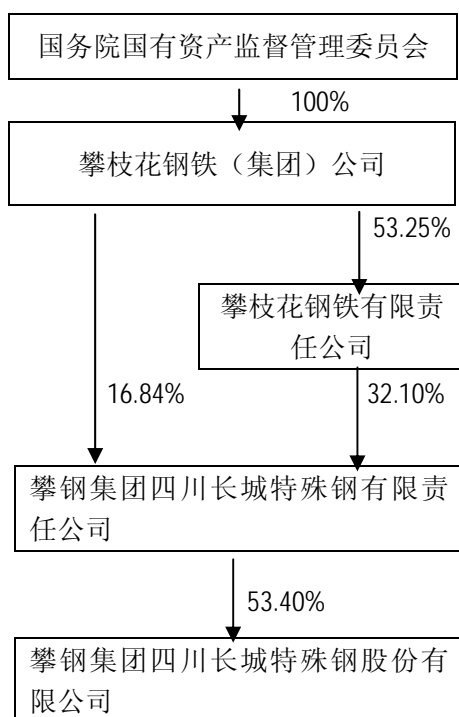 国务院国有资产监督管理委员会
100%
攀枝花钢铁（集团）公司
53.25%
攀枝花钢铁有限责
任公司
16.84%
32.10%
攀钢集团四川长城特殊钢有限责
任公司
53.40%
攀钢集团四川长城特殊钢股份有
限公司